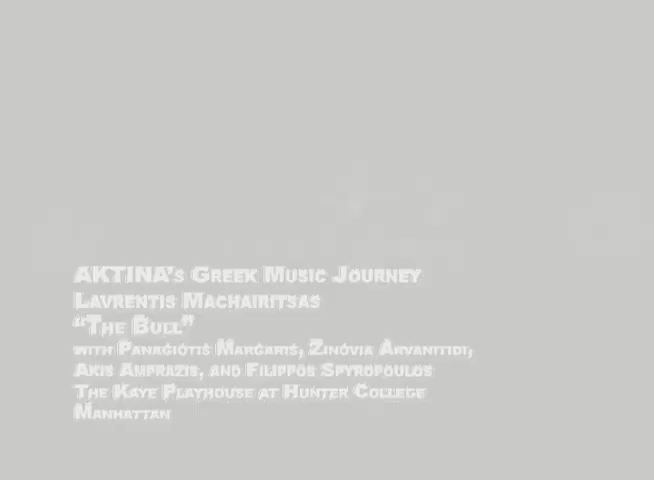 AKTINA's Greek Music Journey
Lavrentis Machairitsas
“The Bull”
with Panagiotis Margaris, Zinovia Arvanitidi,
Akis Amprazis, and Filippos Spyropoulos
The Kaye Playhouse at Hunter College
Manhattan